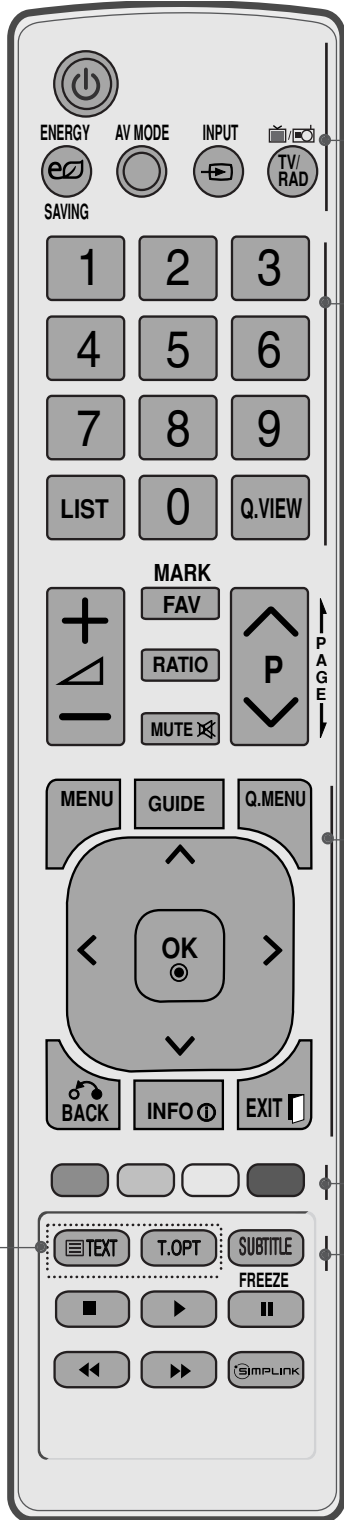 ENERGY AV MODE INPUT
TV/
RAD
SAVING
1 2 3
4 5 6
7 8 9
LIST 0 Q.VIEW
MARK
FAV
RATIO P
MUTE
PAGE
MENU GUIDE Q.MENU
OK
BACK INFO EXIT
TEXT T.OPT SUBTITLE
FREEZE
SIMPLINK